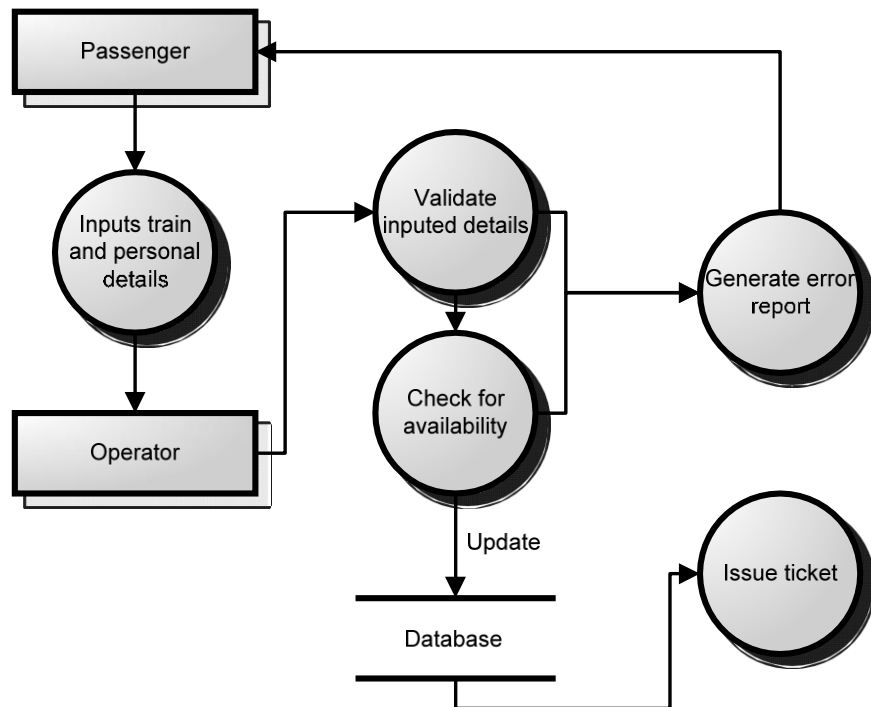 Passenger
Inputs train
and personal
details
Operator
Validate
inputed details
Check for
availability
Update
Database
Generate error
report
Issue ticket